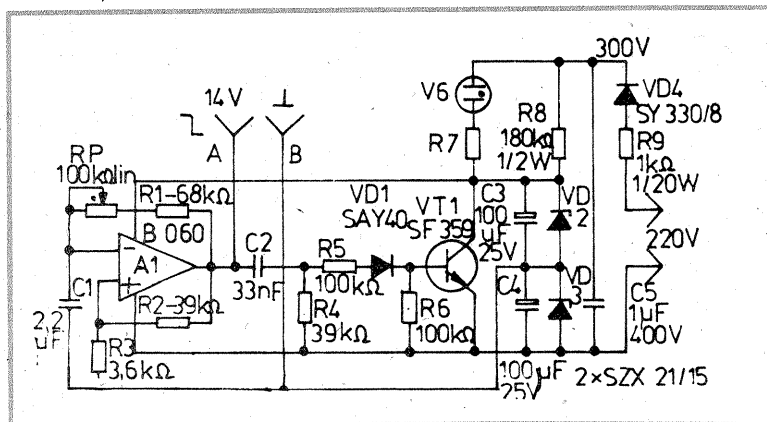 300V
14V
⊥
V6
VD4
SY 330/8
R8
180kΩ
1/2W
R9
1kΩ
1/20W
R7
A
B
RP
100kΩlin
R1-68kΩ
VD1
SAY40
VT1
SF359
C3
100
μF
25V
VD
2
B 060
A1
-
+
C2
33nF
R5
100kΩ
220V
C1
2,2
μF
R2-39kΩ
R4
39kΩ
R6
100kΩ
C4
VD
3
C5
1μF
400V
R3
3,6kΩ
100μF
25V
2×SZX 21/15